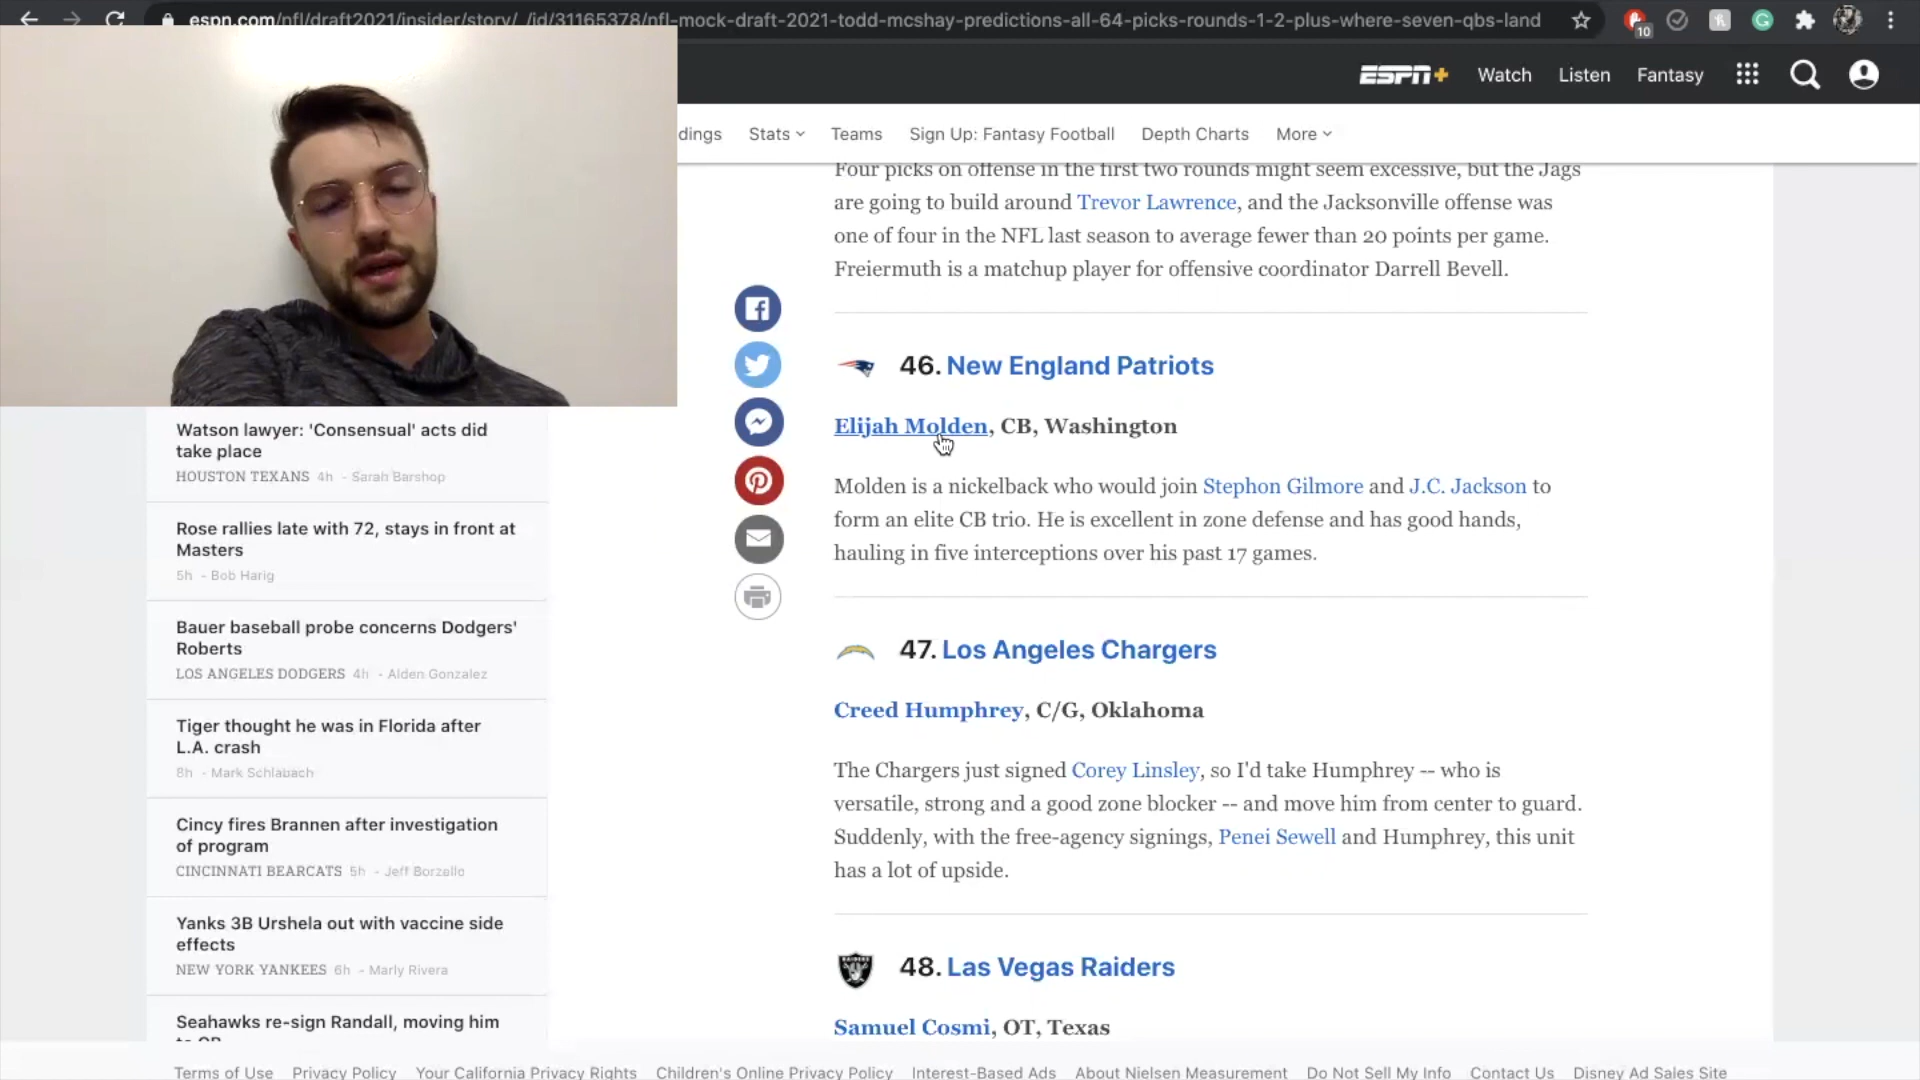 espn.com/nfl/draft2021/insider/story/_/id/31165378/nfl-mock-draft-2021-todd-mcshay-predictions-all-64-picks-rounds-1-2-plus-where-seven-qbs-land
10
ESPN+ Watch Listen Fantasy
dings Stats Teams Sign Up: Fantasy Football Depth Charts More
Four picks on offense in the first two rounds might seem excessive, but the Jags
are going to build around Trevor Lawrence, and the Jacksonville offense was
one of four in the NFL last season to average fewer than 20 points per game.
Freiermuth is a matchup player for offensive coordinator Darrell Bevell.
46. New England Patriots
Elijah Molden, CB, Washington
Molden is a nickelback who would join Stephon Gilmore and J.C. Jackson to
form an elite CB trio. He is excellent in zone defense and has good hands,
hauling in five interceptions over his past 17 games.
47. Los Angeles Chargers
Creed Humphrey, C/G, Oklahoma
The Chargers just signed Corey Linsley, so I'd take Humphrey -- who is
versatile, strong and a good zone blocker -- and move him from center to guard.
Suddenly, with the free-agency signings, Penei Sewell and Humphrey, this unit
has a lot of upside.
48. Las Vegas Raiders
Samuel Cosmi, OT, Texas
Watson lawyer: 'Consensual' acts did
take place
HOUSTON TEXANS 4h - Sarah Barshop
Rose rallies late with 72, stays in front at
Masters
5h - Bob Harig
Bauer baseball probe concerns Dodgers'
Roberts
LOS ANGELES DODGERS 4h - Alden Gonzalez
Tiger thought he was in Florida after
L.A. crash
8h - Mark Schlabach
Cincy fires Brannen after investigation
of program
CINCINNATI BEARCATS 5h - Jeff Borzello
Yanks 3B Urshela out with vaccine side
effects
NEW YORK YANKEES 6h - Marly Rivera
Seahawks re-sign Randall, moving him
to CB
Terms of Use Privacy Policy Your California Privacy Rights Children's Online Privacy Policy Interest-Based Ads About Nielsen Measurement Do Not Sell My Info Contact Us Disney Ad Sales Site